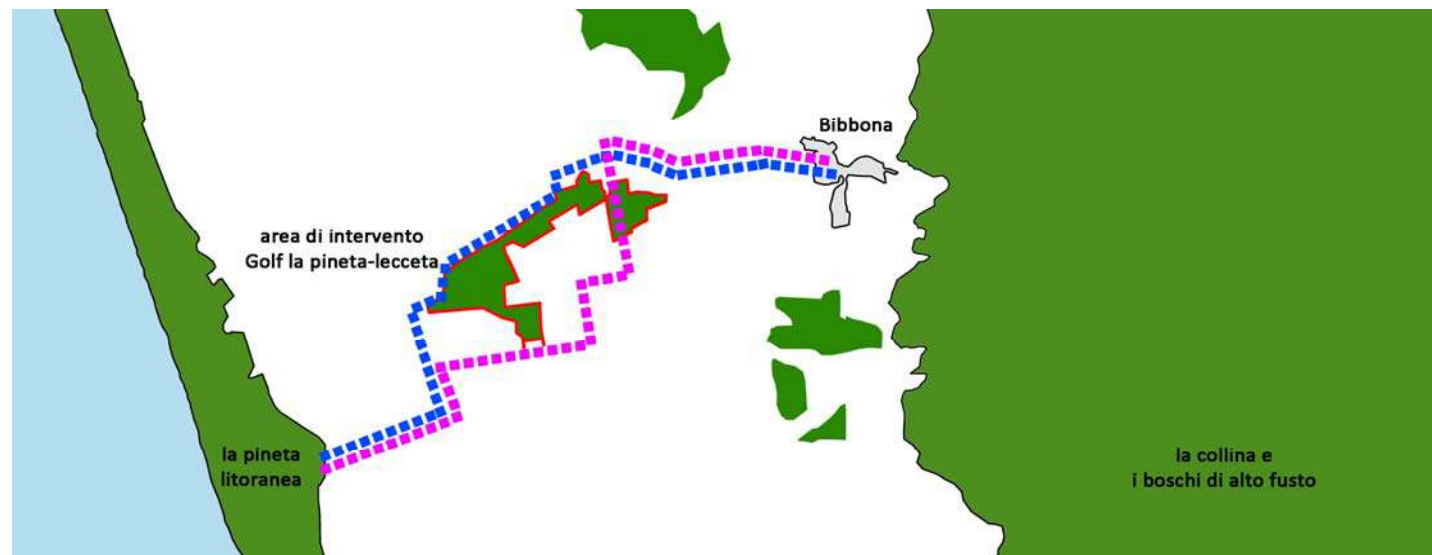 Bibbona
area di intervento
Golf la pineta-lecceta
la pineta
litoranea
la collina e
i boschi di alto fusto